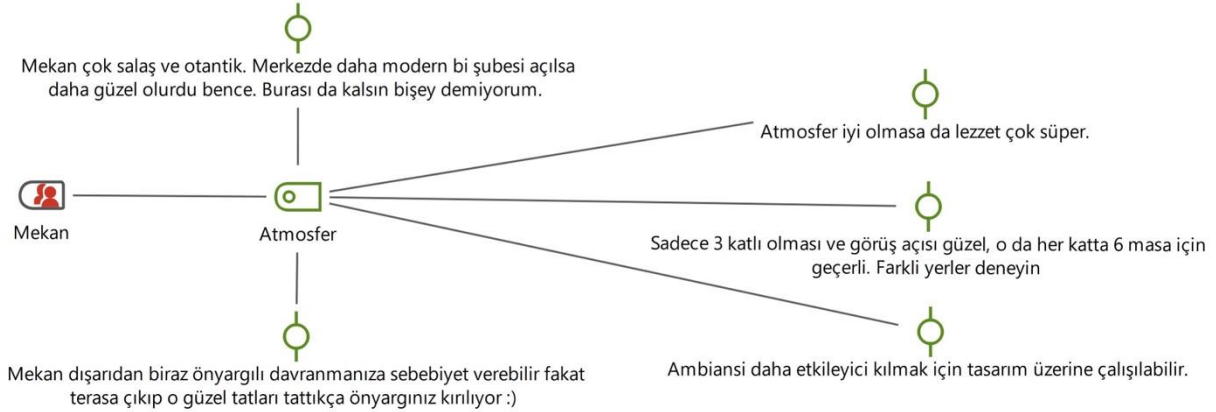 Mekan çok salaş ve otantik. Merkezde daha modern bi şubesi açılsa
daha güzel olurdu bence. Burası da kalsın bişey demiyorum.
Atmosfer iyi olmasa da lezzet çok süper.
Mekan
Atmosfer
Sadece 3 katlı olması ve görüş açısı güzel, o da her katta 6 masa için
geçerli. Farkli yerler deneyin
Mekan dışarıdan biraz önyargılı davranmanıza sebebiyet verebilir fakat
terasa çıkıp o güzel tatları tattıkça önyargınız kırılıyor :)
Ambiansi daha etkileyici kılmak için tasarım üzerine çalışılabilir.